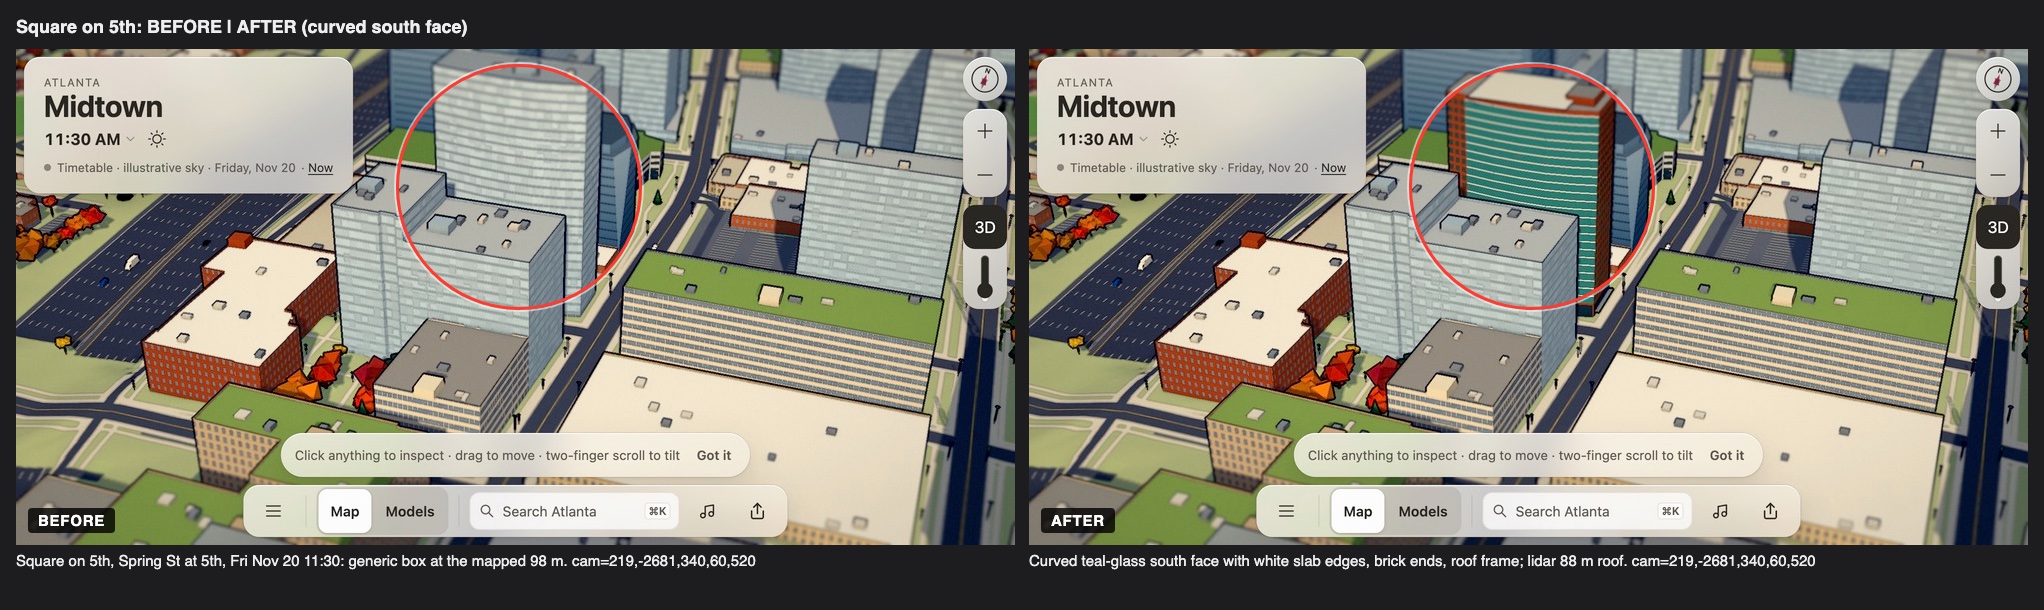 Square on 5th: BEFORE | AFTER (curved south face)
ATLANTA
Midtown
11:30 AM
Timetable · illustrative sky · Friday, Nov 20 · Now
N
+
−
3D
Click anything to inspect · drag to move · two-finger scroll to tilt Got it
Map Models Search Atlanta ⌘K
BEFORE
Square on 5th, Spring St at 5th, Fri Nov 20 11:30: generic box at the mapped 98 m. cam=219,-2681,340,60,520
ATLANTA
Midtown
11:30 AM
Timetable · illustrative sky · Friday, Nov 20 · Now
N
+
−
3D
Click anything to inspect · drag to move · two-finger scroll to tilt Got it
Map Models Search Atlanta ⌘K
AFTER
Curved teal-glass south face with white slab edges, brick ends, roof frame; lidar 88 m roof. cam=219,-2681,340,60,520